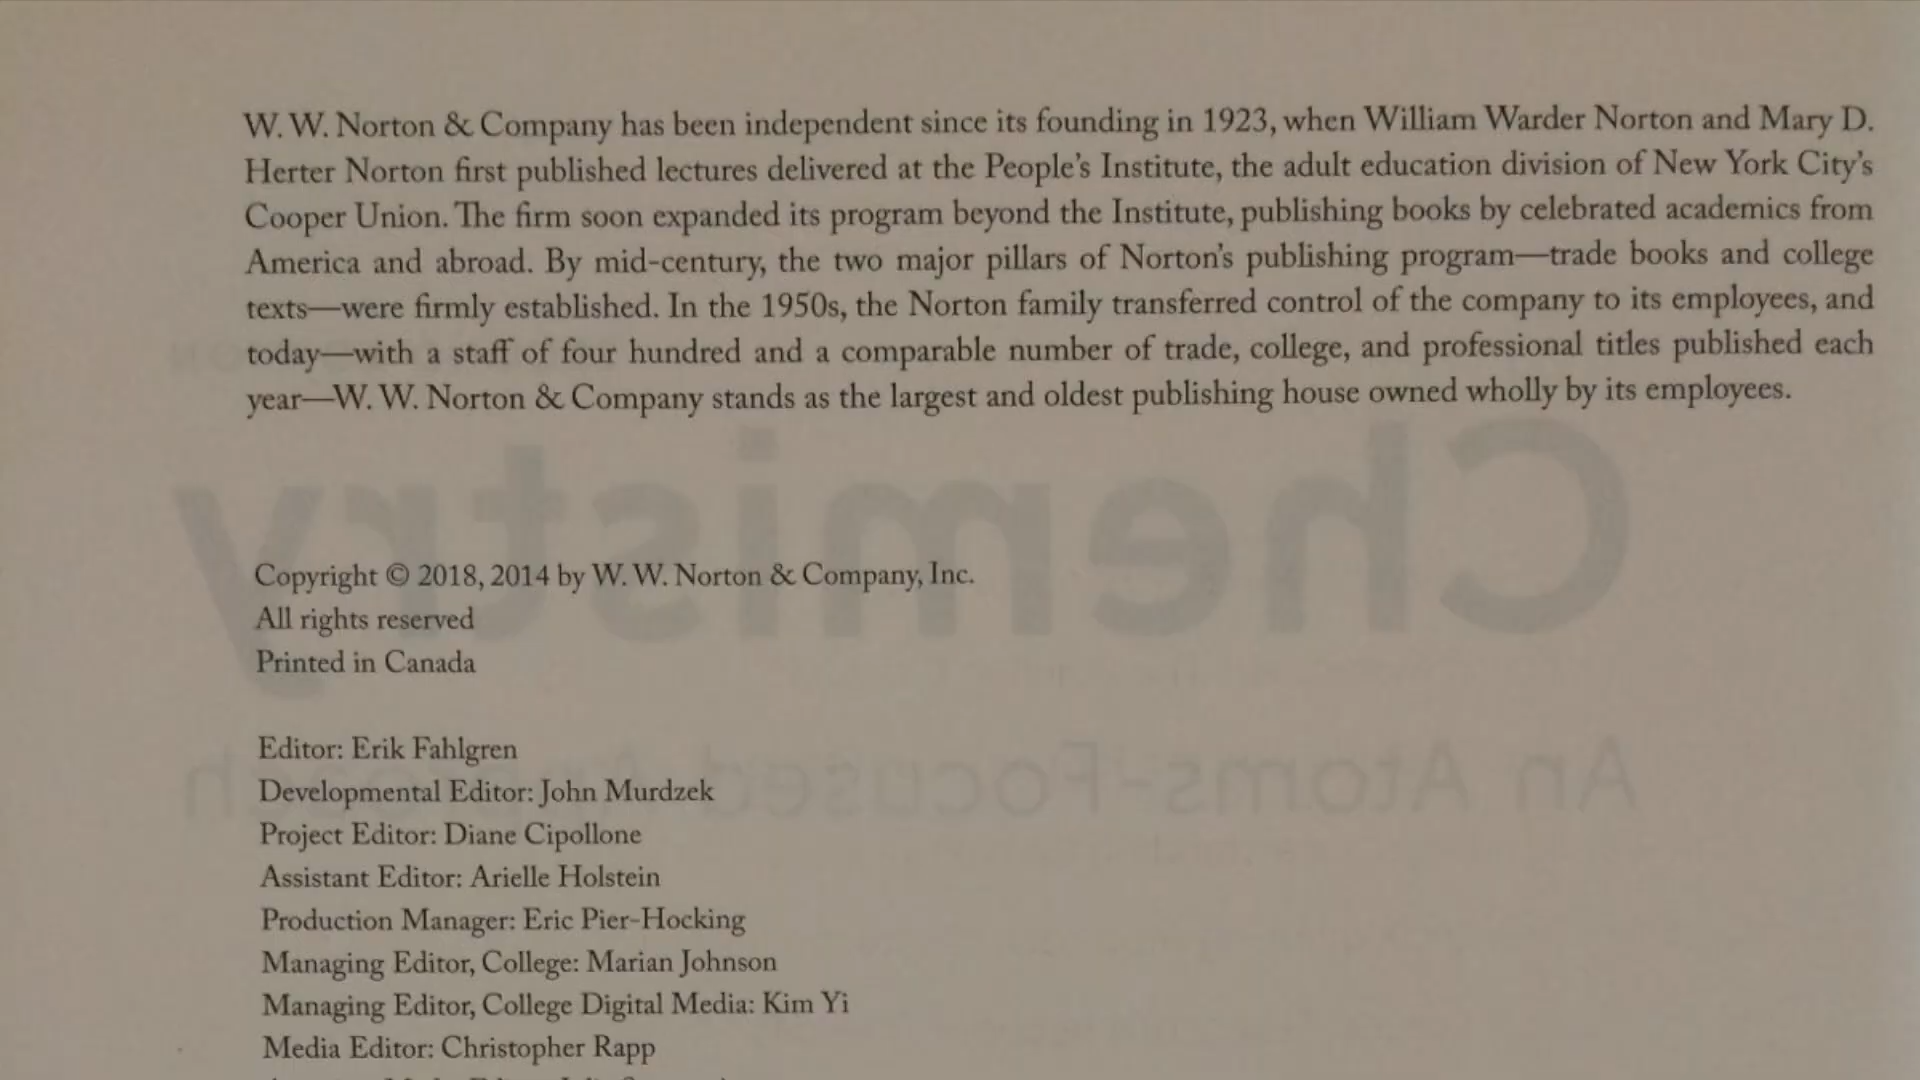 W. W. Norton & Company has been independent since its founding in 1923, when William Warder Norton and Mary D.
Herter Norton first published lectures delivered at the People's Institute, the adult education division of New York City's
Cooper Union. The firm soon expanded its program beyond the Institute, publishing books by celebrated academics from
America and abroad. By mid-century, the two major pillars of Norton's publishing program—trade books and college
texts—were firmly established. In the 1950s, the Norton family transferred control of the company to its employees, and
today—with a staff of four hundred and a comparable number of trade, college, and professional titles published each
year—W. W. Norton & Company stands as the largest and oldest publishing house owned wholly by its employees.
Chemistry
Copyright © 2018, 2014 by W. W. Norton & Company, Inc.
All rights reserved
Printed in Canada
An Atoms-Focused Approach
Editor: Erik Fahlgren
Developmental Editor: John Murdzek
Project Editor: Diane Cipollone
Assistant Editor: Arielle Holstein
Production Manager: Eric Pier-Hocking
Managing Editor, College: Marian Johnson
Managing Editor, College Digital Media: Kim Yi
Media Editor: Christopher Rapp